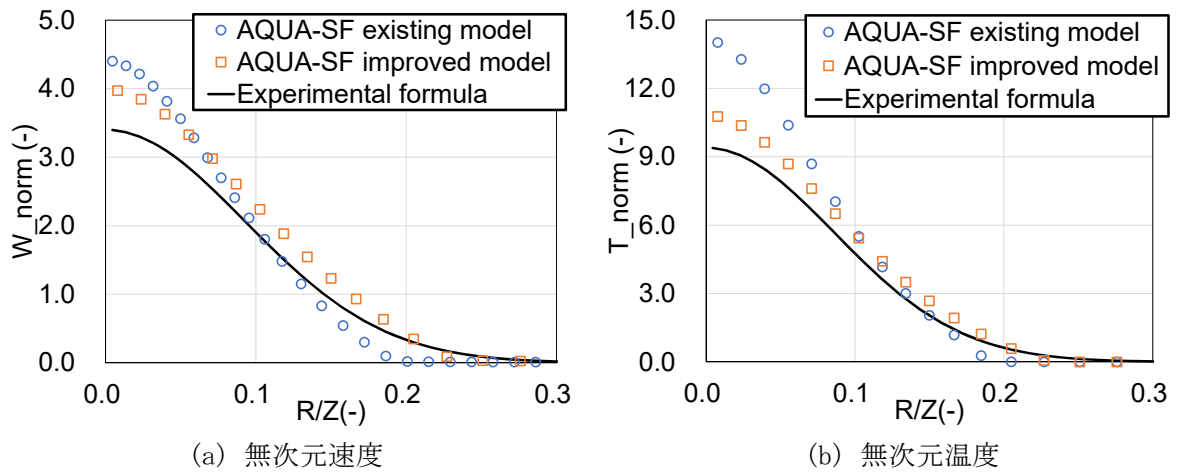 5.0
4.0
3.0
2.0
1.0
0.0
W_norm (-)
AQUA-SF existing model
AQUA-SF improved model
Experimental formula
0.0
0.1
0.2
0.3
R/Z(-)
(a) 無次元速度
15.0
12.0
9.0
6.0
3.0
0.0
T_norm (-)
AQUA-SF existing model
AQUA-SF improved model
Experimental formula
0.0
0.1
0.2
0.3
R/Z(-)
(b) 無次元温度